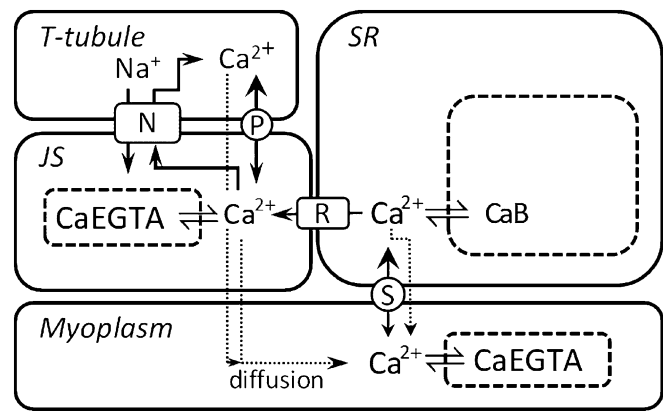 T-tubule
Na⁺
Ca²⁺
SR
N
P
JS
CaEGTA
Ca²⁺
R
Ca²⁺
CaB
S
Myoplasm
diffusion
Ca²⁺
CaEGTA